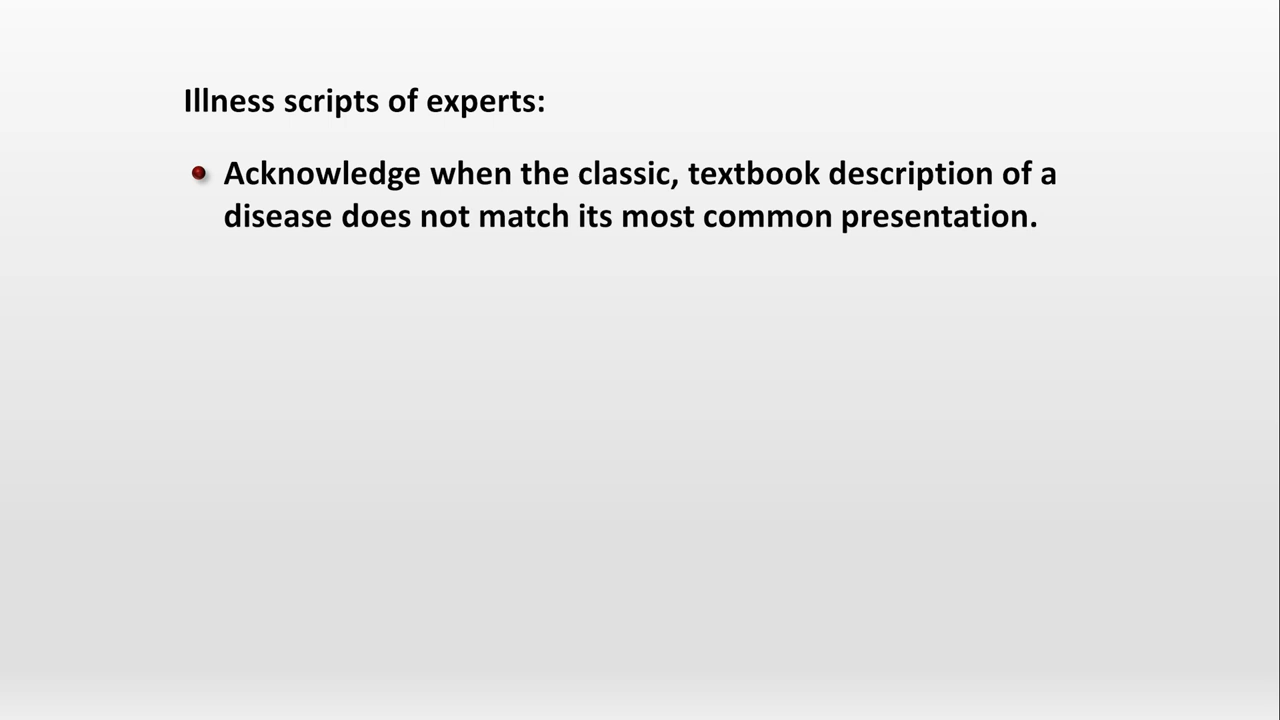 Illness scripts of experts:
Acknowledge when the classic, textbook description of a
disease does not match its most common presentation.